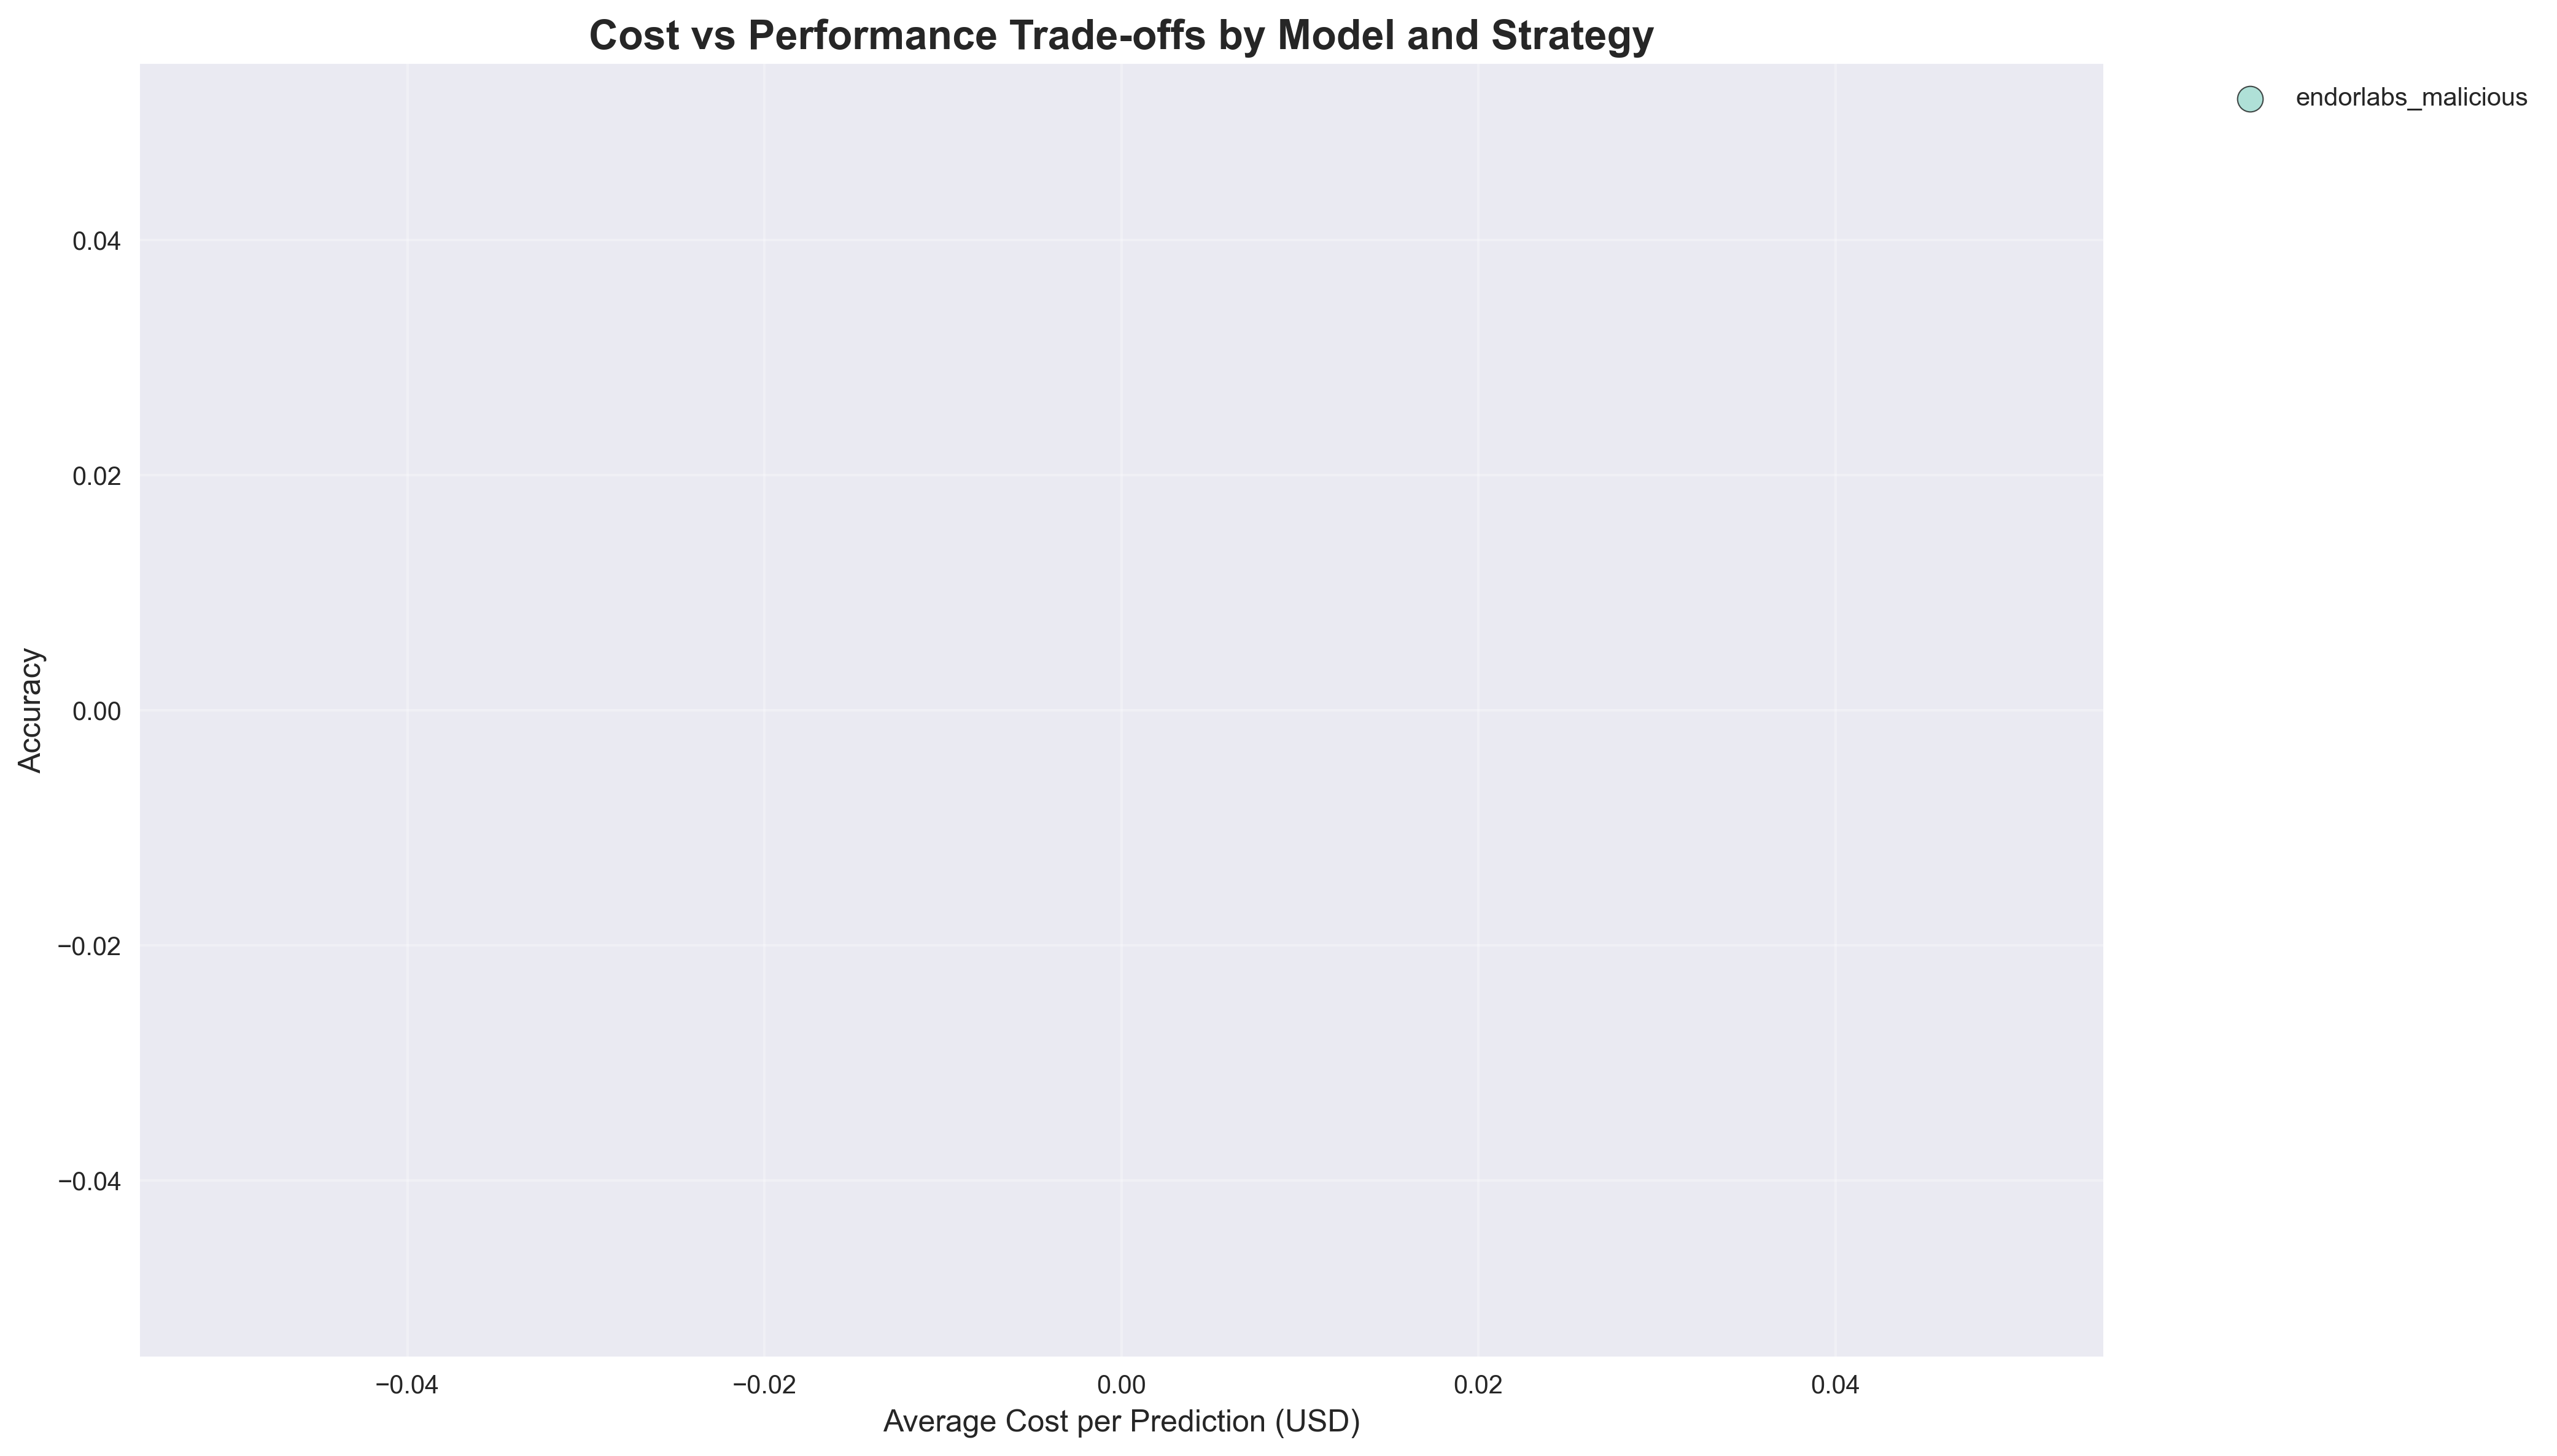 Cost vs Performance Trade-offs by Model and Strategy
endorlabs_malicious
Accuracy
0.04
0.02
0.00
−0.02
−0.04
−0.04
−0.02
0.00
0.02
0.04
Average Cost per Prediction (USD)